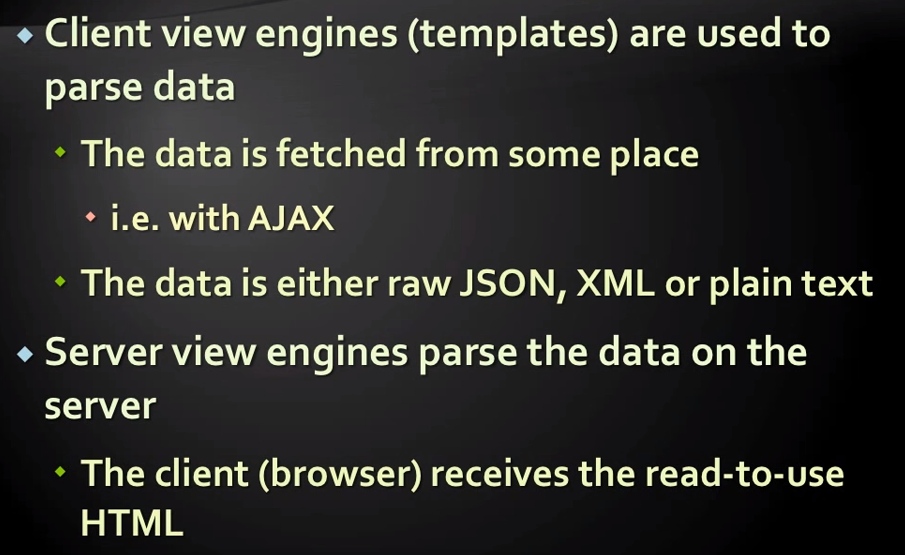 Client view engines (templates) are used to
parse data
The data is fetched from some place
i.e. with AJAX
The data is either raw JSON, XML or plain text
Server view engines parse the data on the
server
The client (browser) receives the read-to-use
HTML